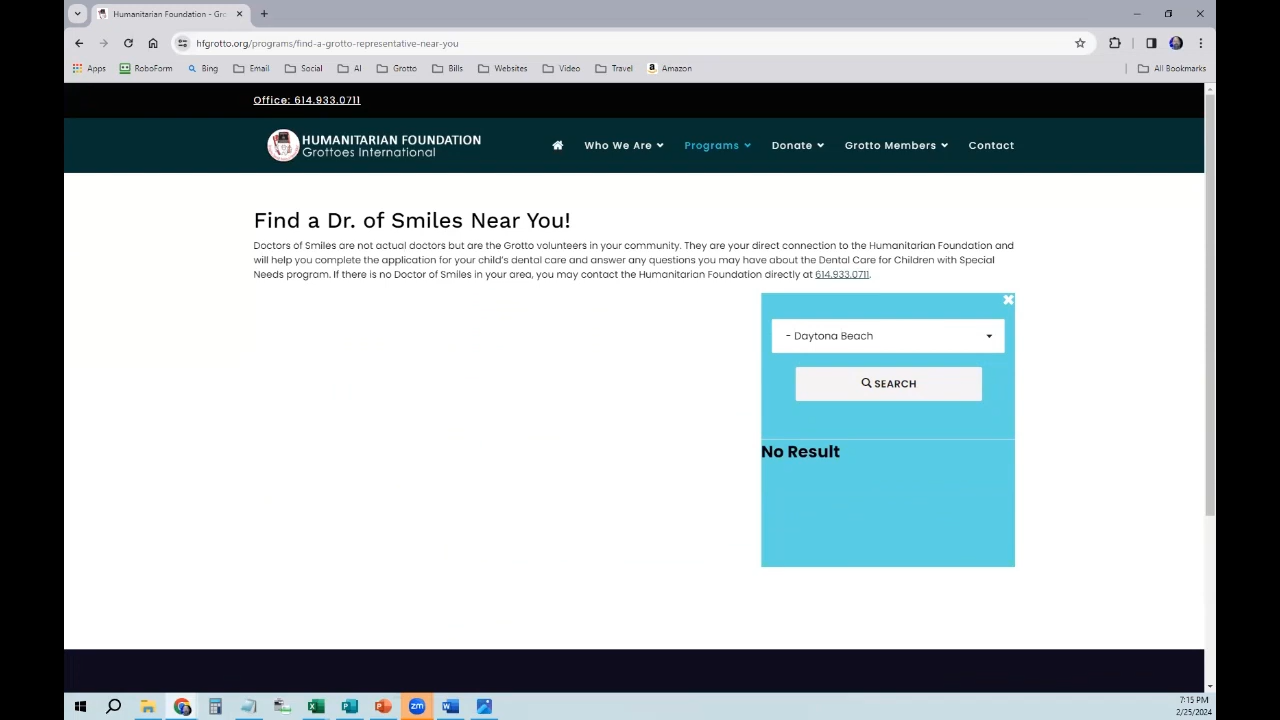 Humanitarian Foundation - Gro
hfgrotto.org/programs/find-a-grotto-representative-near-you
Apps RoboForm Bing Email Social AI Grotto Bills Websites Video Travel Amazon All Bookmarks
Office: 614.933.0711
HUMANITARIAN FOUNDATION
Grottoes International
Who We Are Programs Donate Grotto Members Contact
Find a Dr. of Smiles Near You!
Doctors of Smiles are not actual doctors but are the Grotto volunteers in your community. They are your direct connection to the Humanitarian Foundation and
will help you complete the application for your child's dental care and answer any questions you may have about the Dental Care for Children with Special
Needs program. If there is no Doctor of Smiles in your area, you may contact the Humanitarian Foundation directly at 614.933.0711.
- Daytona Beach
SEARCH
No Result
zm
7:15 PM
2/25/2024